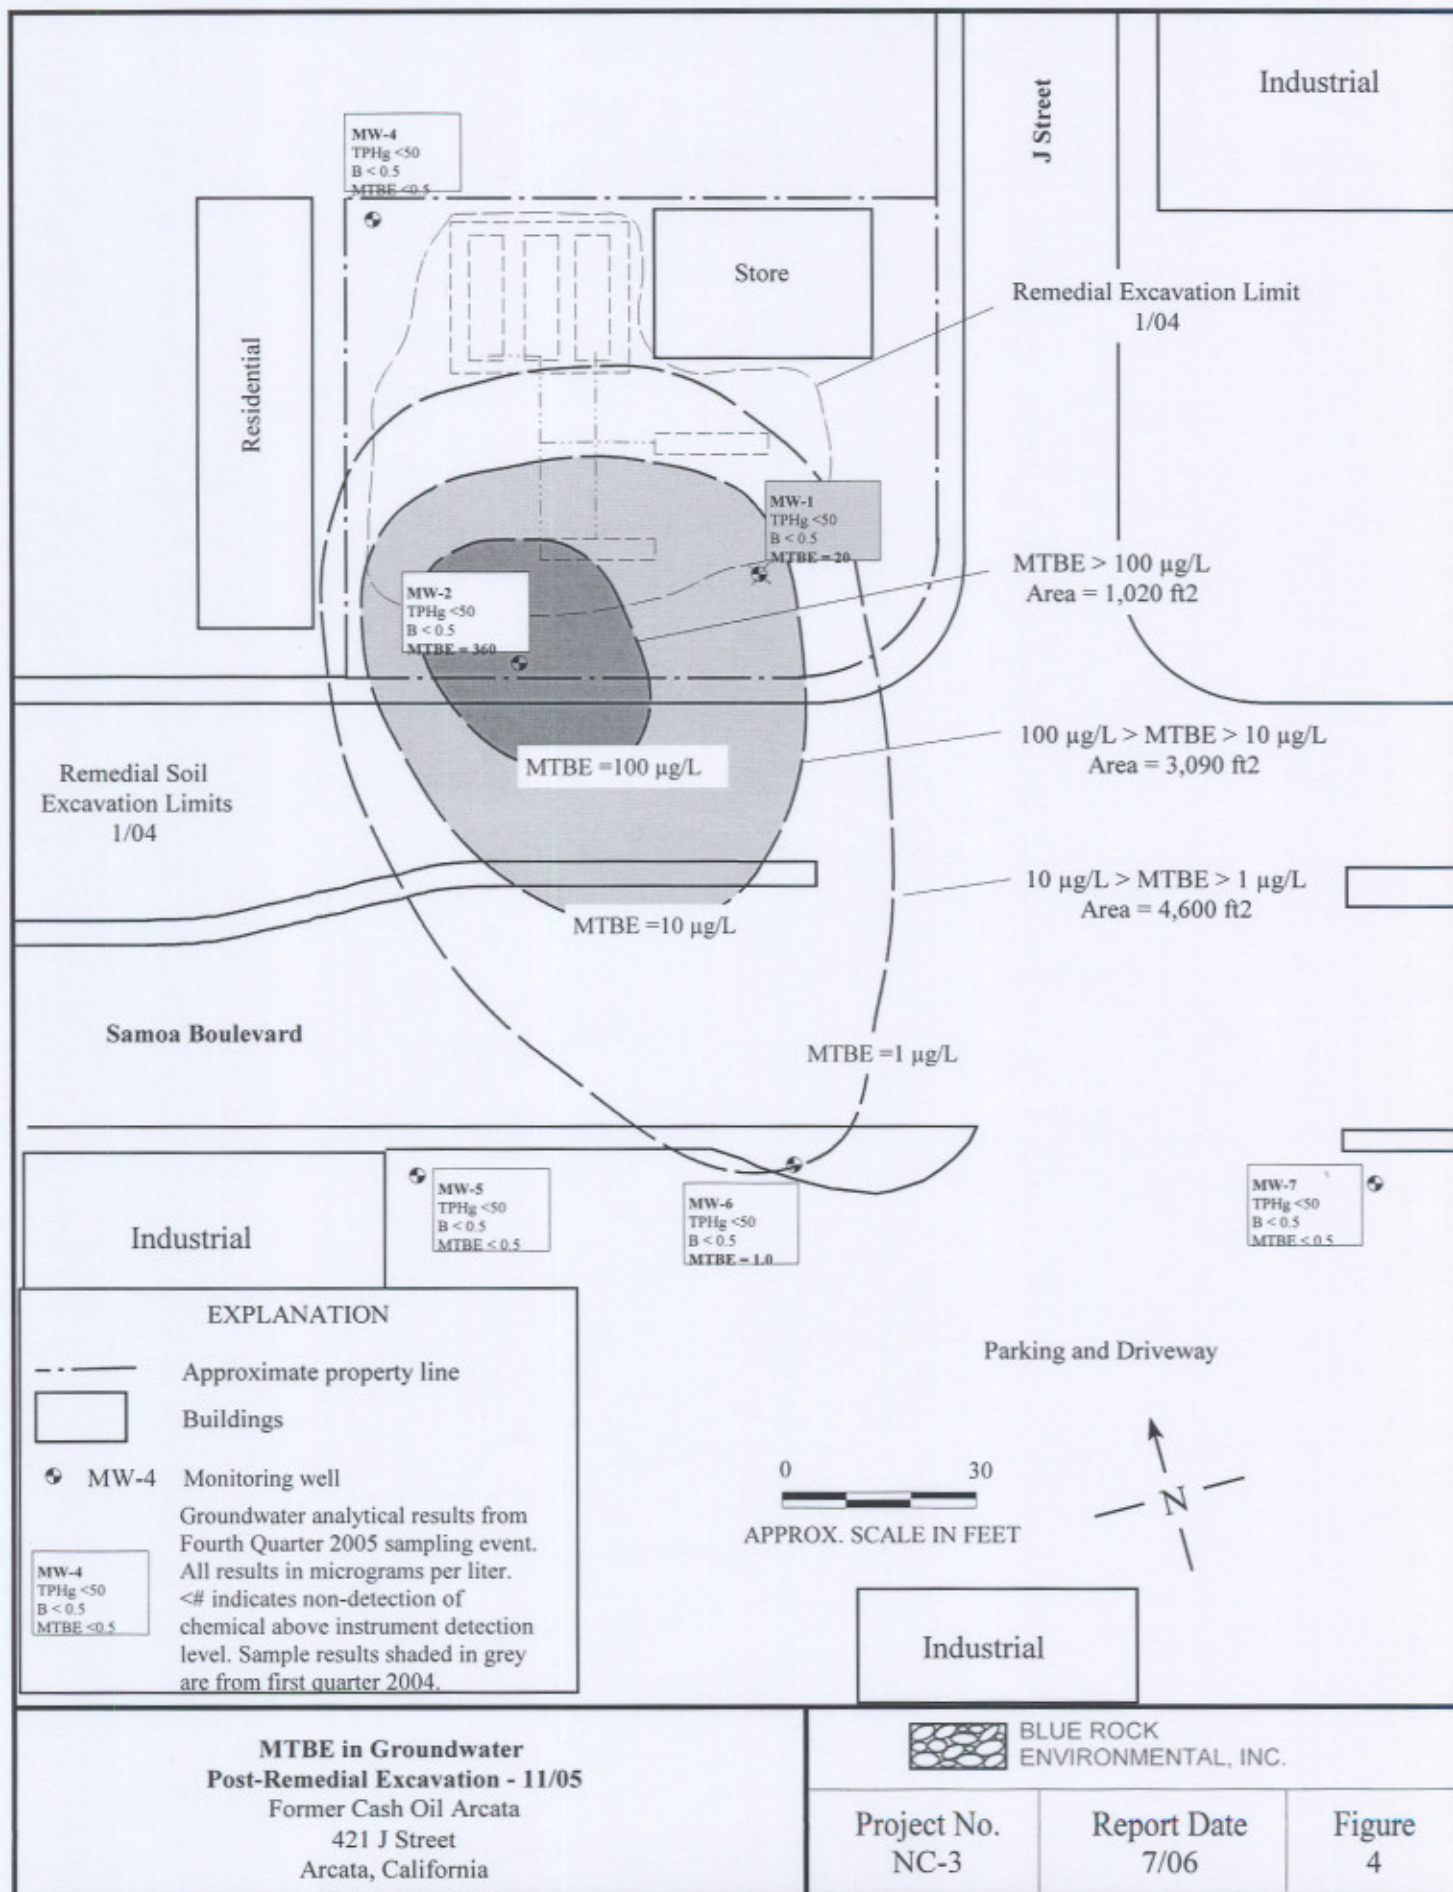 Industrial
J Street
MW-4
TPHg <50
B < 0.5
MTBE <0.5
Store
Remedial Excavation Limit
1/04
Residential
MW-1
TPHg <50
B < 0.5
MTBE = 20
MTBE > 100 µg/L
Area = 1,020 ft2
MW-2
TPHg <50
B < 0.5
MTBE = 360
100 µg/L > MTBE > 10 µg/L
Area = 3,090 ft2
MTBE =100 µg/L
Remedial Soil
Excavation Limits
1/04
10 µg/L > MTBE > 1 µg/L
Area = 4,600 ft2
MTBE =10 µg/L
Samoa Boulevard
MTBE =1 µg/L
MW-5
TPHg <50
B < 0.5
MTBE < 0.5
MW-6
TPHg <50
B < 0.5
MTBE = 1.0
MW-7
TPHg <50
B < 0.5
MTBE < 0.5
Industrial
EXPLANATION
Approximate property line
Buildings
MW-4 Monitoring well
Groundwater analytical results from
Fourth Quarter 2005 sampling event.
All results in micrograms per liter.
<# indicates non-detection of
chemical above instrument detection
level. Sample results shaded in grey
are from first quarter 2004.
MW-4
TPHg <50
B < 0.5
MTBE <0.5
Parking and Driveway
0 30
APPROX. SCALE IN FEET
N
Industrial
MTBE in Groundwater
Post-Remedial Excavation - 11/05
Former Cash Oil Arcata
421 J Street
Arcata, California
BLUE ROCK
ENVIRONMENTAL, INC.
Project No.
NC-3
Report Date
7/06
Figure
4